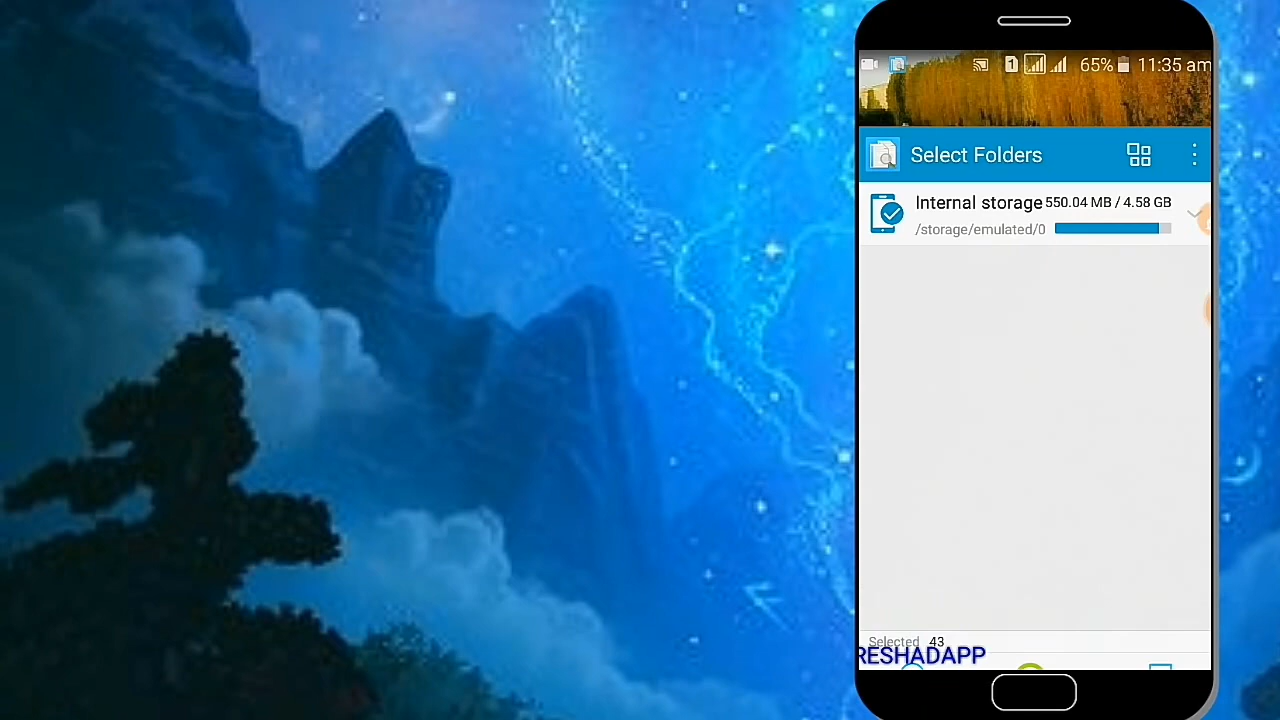 1 65% 11:35 am
Select Folders
Internal storage 550.04 MB / 4.58 GB
/storage/emulated/0
Selected 43
RESHADAPP